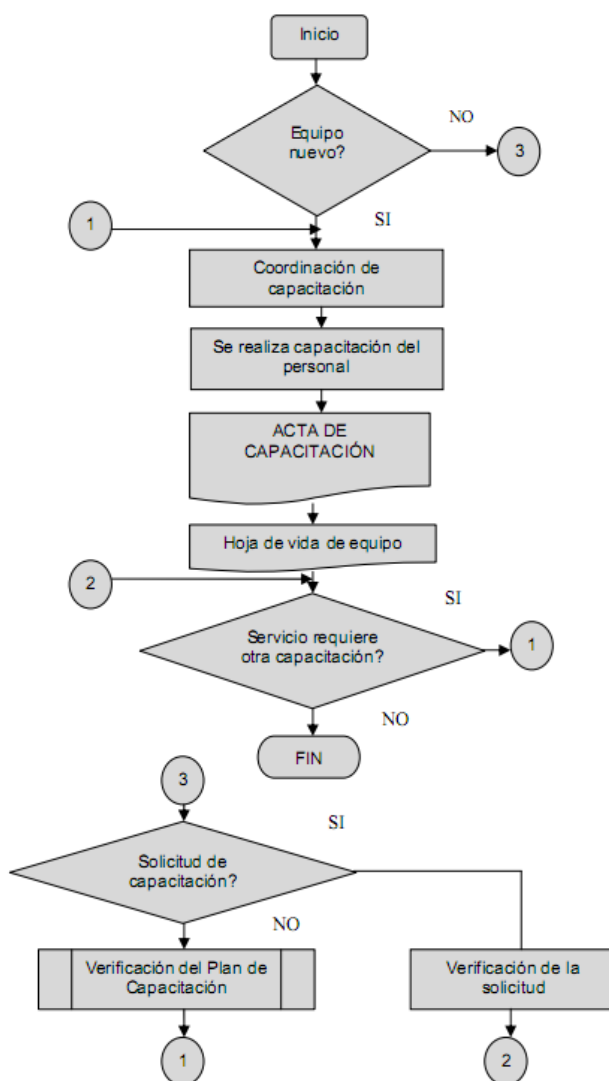 Inicio
Equipo
nuevo?
NO
3
1
SI
Coordinación de
capacitación
Se realiza capacitación del
personal
ACTA DE
CAPACITACIÓN
Hoja de vida de equipo
2
SI
Servicio requiere
otra capacitación?
1
NO
FIN
3
SI
Solicitud de
capacitación?
NO
Verificación del Plan de
Capacitación
Verificación de la
solicitud
1
2